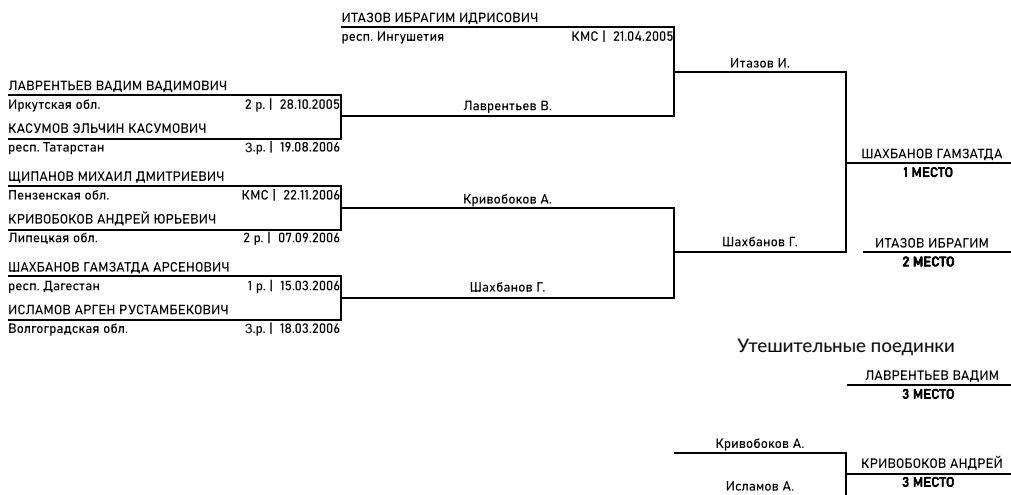 ИТАЗОВ ИБРАГИМ ИДРИСОВИЧ
респ. Ингушетия КМС | 21.04.2005
Итазов И.
ЛАВРЕНТЬЕВ ВАДИМ ВАДИМОВИЧ
Иркутская обл. 2 р. | 28.10.2005
Лаврентьев В.
КАСУМОВ ЭЛЬЧИН КАСУМОВИЧ
респ. Татарстан 3.р. | 19.08.2006
ШАХБАНОВ ГАМЗАТДА
1 МЕСТО
ЩИПАНОВ МИХАИЛ ДМИТРИЕВИЧ
Пензенская обл. КМС | 22.11.2006
Кривобоков А.
КРИВОБОКОВ АНДРЕЙ ЮРЬЕВИЧ
Липецкая обл. 2 р. | 07.09.2006
Шахбанов Г.
ИТАЗОВ ИБРАГИМ
2 МЕСТО
ШАХБАНОВ ГАМЗАТДА АРСЕНОВИЧ
респ. Дагестан 1 р. | 15.03.2006
Шахбанов Г.
ИСЛАМОВ АРГЕН РУСТАМБЕКОВИЧ
Волгоградская обл. 3.р. | 18.03.2006
Утешительные поединки
ЛАВРЕНТЬЕВ ВАДИМ
3 МЕСТО
Кривобоков А.
КРИВОБОКОВ АНДРЕЙ
3 МЕСТО
Исламов А.